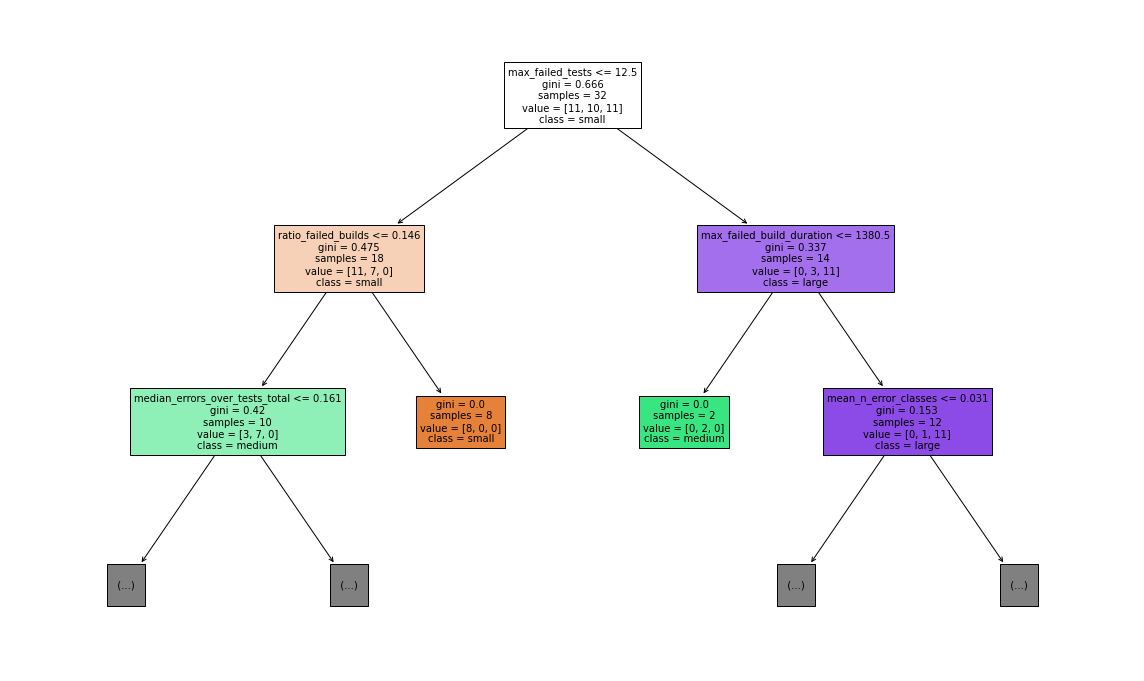 max_failed_tests <= 12.5
gini = 0.666
samples = 32
value = [11, 10, 11]
class = small
ratio_failed_builds <= 0.146
gini = 0.475
samples = 18
value = [11, 7, 0]
class = small
max_failed_build_duration <= 1380.5
gini = 0.337
samples = 14
value = [0, 3, 11]
class = large
median_errors_over_tests_total <= 0.161
gini = 0.42
samples = 10
value = [3, 7, 0]
class = medium
gini = 0.0
samples = 8
value = [8, 0, 0]
class = small
gini = 0.0
samples = 2
value = [0, 2, 0]
class = medium
mean_n_error_classes <= 0.031
gini = 0.153
samples = 12
value = [0, 1, 11]
class = large
(...)
(...)
(...)
(...)